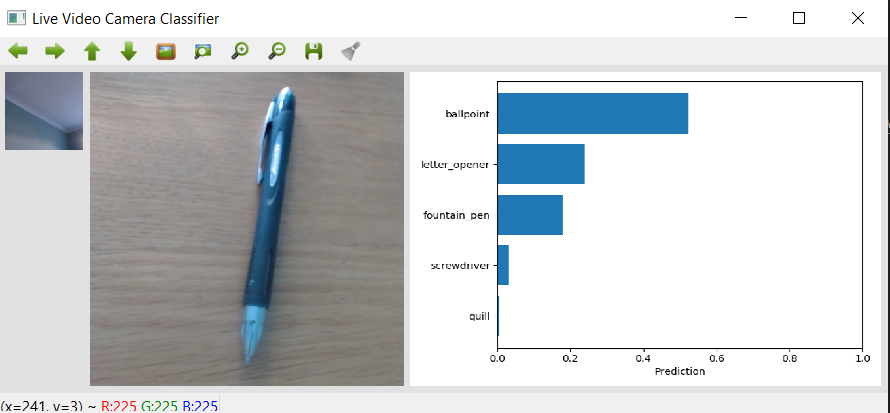 Live Video Camera Classifier
ballpoint
letter_opener
fountain_pen
screwdriver
quill
0.0 0.2 0.4 0.6 0.8 1.0
Prediction
(x=241, y=3) ~ R:225 G:225 B:225